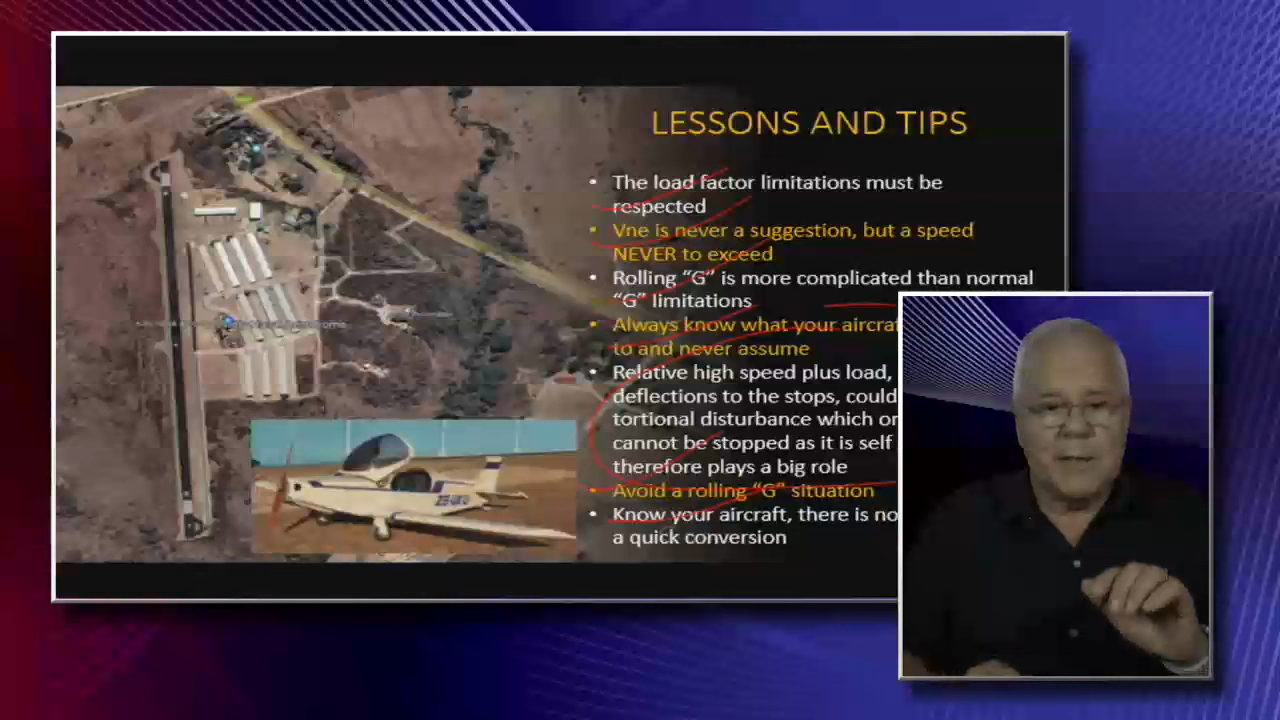 LESSONS AND TIPS
• The load factor limitations must be
respected
• Vne is never a suggestion, but a speed
NEVER to exceed
• Rolling “G” is more complicated than normal
“G” limitations
• Always know what your aircraf
to and never assume
• Relative high speed plus load,
deflections to the stops, could
tortional disturbance which or
cannot be stopped as it is self
therefore plays a big role
• Avoid a rolling “G” situation
• Know your aircraft, there is no
a quick conversion